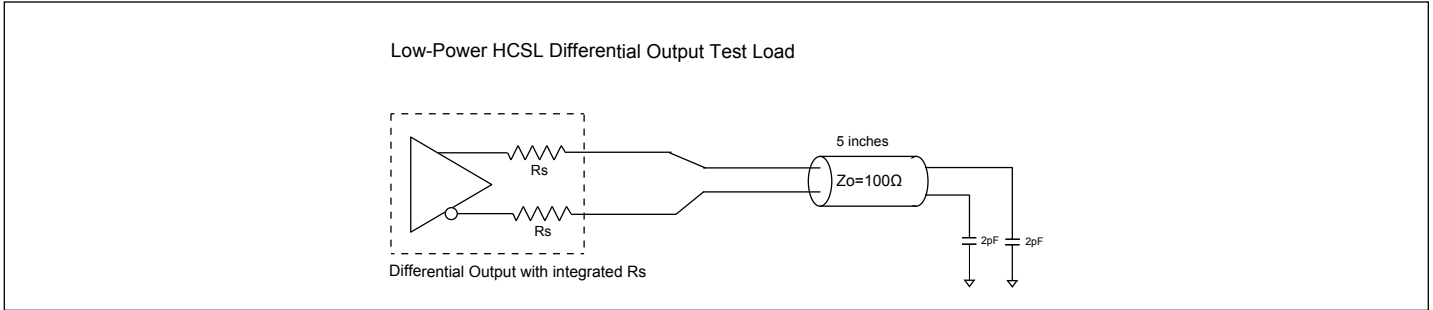 Low-Power HCSL Differential Output Test Load
5 inches
Rs
Zo=100Ω
Rs
2pF
2pF
Differential Output with integrated Rs